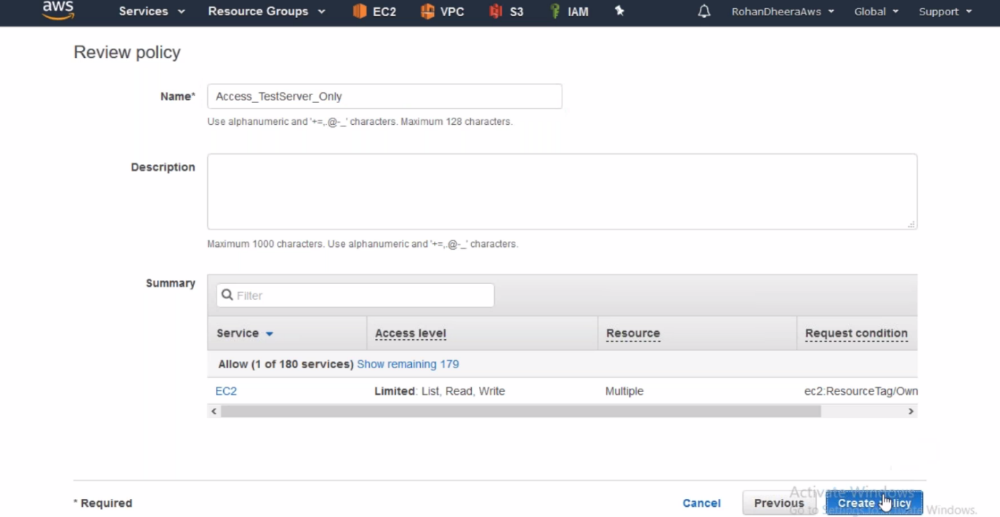 aws Services Resource Groups EC2 VPC S3 IAM RohanDheeraAws Global Support
Review policy
Name* Access_TestServer_Only
Use alphanumeric and '+=,.@-_' characters. Maximum 128 characters.
Description
Maximum 1000 characters. Use alphanumeric and '+=,.@-_' characters.
Summary
Filter
Service Access level Resource Request condition
Allow (1 of 180 services) Show remaining 179
EC2 Limited: List, Read, Write Multiple ec2:ResourceTag/Own
Activate Windows
* Required Cancel Previous Create
Go to Windows.